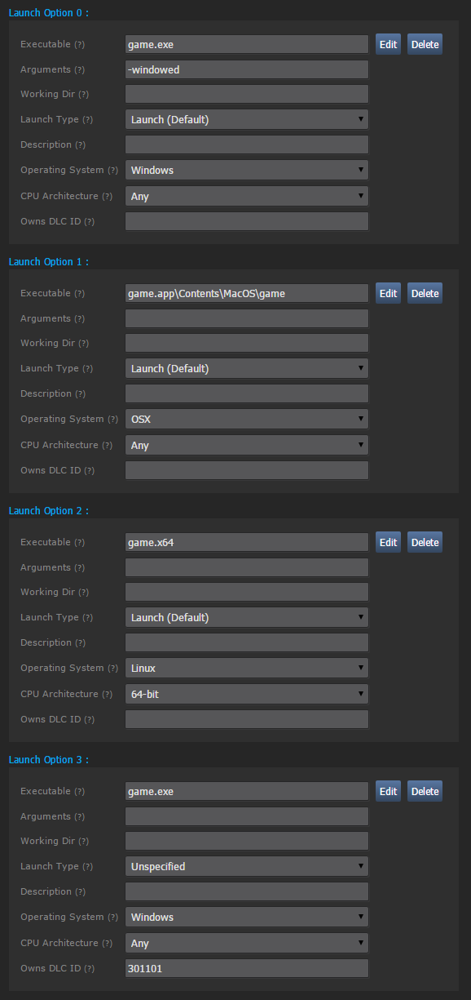 Launch Option 0 :
Executable (?) game.exe Edit Delete
Arguments (?) -windowed
Working Dir (?)
Launch Type (?) Launch (Default)
Description (?)
Operating System (?) Windows
CPU Architecture (?) Any
Owns DLC ID (?)
Launch Option 1 :
Executable (?) game.app\Contents\MacOS\game Edit Delete
Arguments (?)
Working Dir (?)
Launch Type (?) Launch (Default)
Description (?)
Operating System (?) OSX
CPU Architecture (?) Any
Owns DLC ID (?)
Launch Option 2 :
Executable (?) game.x64 Edit Delete
Arguments (?)
Working Dir (?)
Launch Type (?) Launch (Default)
Description (?)
Operating System (?) Linux
CPU Architecture (?) 64-bit
Owns DLC ID (?)
Launch Option 3 :
Executable (?) game.exe Edit Delete
Arguments (?)
Working Dir (?)
Launch Type (?) Unspecified
Description (?)
Operating System (?) Windows
CPU Architecture (?) Any
Owns DLC ID (?) 301101